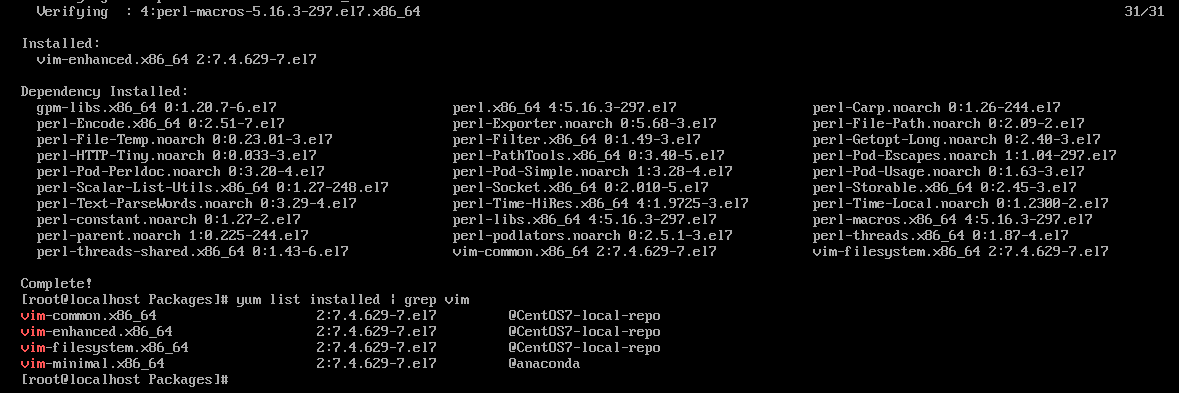 Verifying  : 4:perl-macros-5.16.3-297.el7.x86_64 31/31
Installed:
vim-enhanced.x86_64 2:7.4.629-7.el7
Dependency Installed:
gpm-libs.x86_64 0:1.20.7-6.el7 perl.x86_64 4:5.16.3-297.el7 perl-Carp.noarch 0:1.26-244.el7
perl-Encode.x86_64 0:2.51-7.el7 perl-Exporter.noarch 0:5.68-3.el7 perl-File-Path.noarch 0:2.09-2.el7
perl-File-Temp.noarch 0:0.23.01-3.el7 perl-Filter.x86_64 0:1.49-3.el7 perl-Getopt-Long.noarch 0:2.40-3.el7
perl-HTTP-Tiny.noarch 0:0.033-3.el7 perl-PathTools.x86_64 0:3.40-5.el7 perl-Pod-Escapes.noarch 1:1.04-297.el7
perl-Pod-Perldoc.noarch 0:3.20-4.el7 perl-Pod-Simple.noarch 1:3.28-4.el7 perl-Pod-Usage.noarch 0:1.63-3.el7
perl-Scalar-List-Utils.x86_64 0:1.27-248.el7 perl-Socket.x86_64 0:2.010-5.el7 perl-Storable.x86_64 0:2.45-3.el7
perl-Text-ParseWords.noarch 0:3.29-4.el7 perl-Time-HiRes.x86_64 4:1.9725-3.el7 perl-Time-Local.noarch 0:1.2300-2.el7
perl-constant.noarch 0:1.27-2.el7 perl-libs.x86_64 4:5.16.3-297.el7 perl-macros.x86_64 4:5.16.3-297.el7
perl-parent.noarch 1:0.225-244.el7 perl-podlators.noarch 0:2.5.1-3.el7 perl-threads.x86_64 0:1.87-4.el7
perl-threads-shared.x86_64 0:1.43-6.el7 vim-common.x86_64 2:7.4.629-7.el7 vim-filesystem.x86_64 2:7.4.629-7.el7
Complete!
[root@localhost Packages]# yum list installed | grep vim
vim-common.x86_64 2:7.4.629-7.el7 @CentOS7-local-repo
vim-enhanced.x86_64 2:7.4.629-7.el7 @CentOS7-local-repo
vim-filesystem.x86_64 2:7.4.629-7.el7 @CentOS7-local-repo
vim-minimal.x86_64 2:7.4.629-7.el7 @anaconda
[root@localhost Packages]#